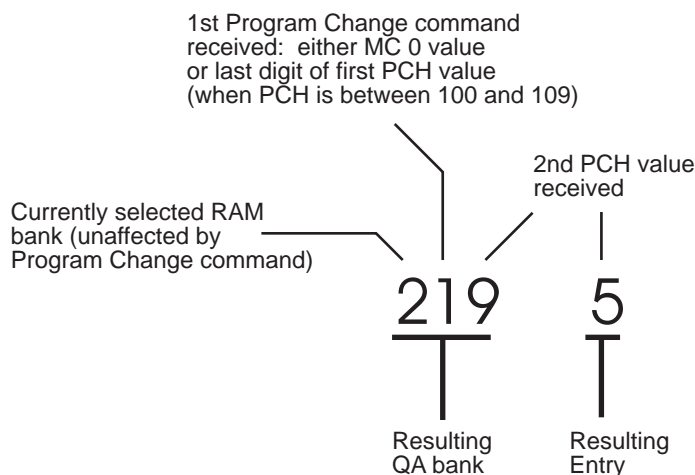 1st Program Change command
received:  either MC 0 value
or last digit of first PCH value
(when PCH is between 100 and 109)
2nd PCH value
received
Currently selected RAM
bank (unaffected by
Program Change command)
219 5
Resulting
QA bank
Resulting
Entry